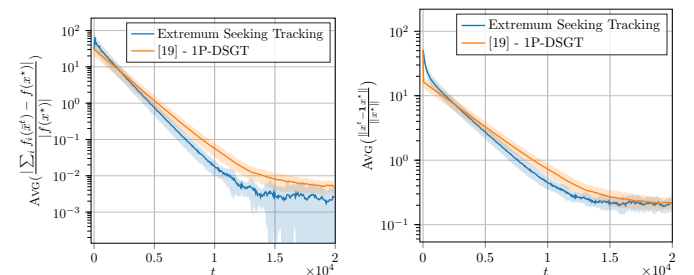 Extremum Seeking Tracking
[19] - 1P-DSGT
AVG(|∑_i f_i(x̄^t) − f(x⋆)| / |f(x⋆)|)
10^2
10^1
10^0
10^−1
10^−2
10^−3
0 0.5 1 1.5 2
t
×10^4
Extremum Seeking Tracking
[19] - 1P-DSGT
AVG(‖x^t−1x⋆‖ / ‖x⋆‖)
10^2
10^1
10^0
10^−1
0 0.5 1 1.5 2
t
×10^4